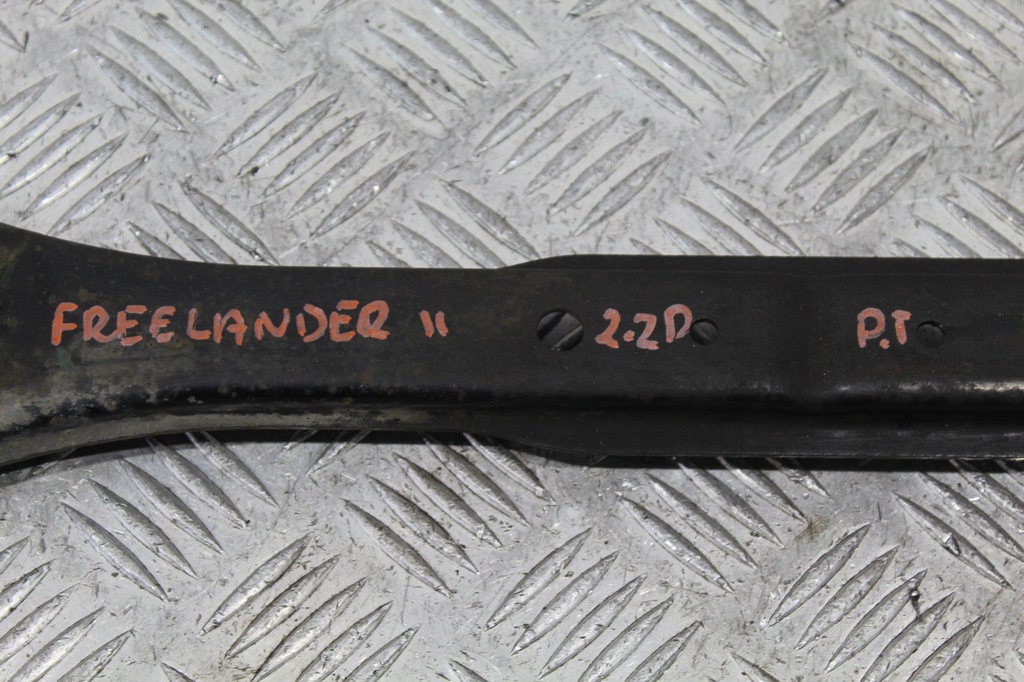 FREELANDER II 2.2D P.T